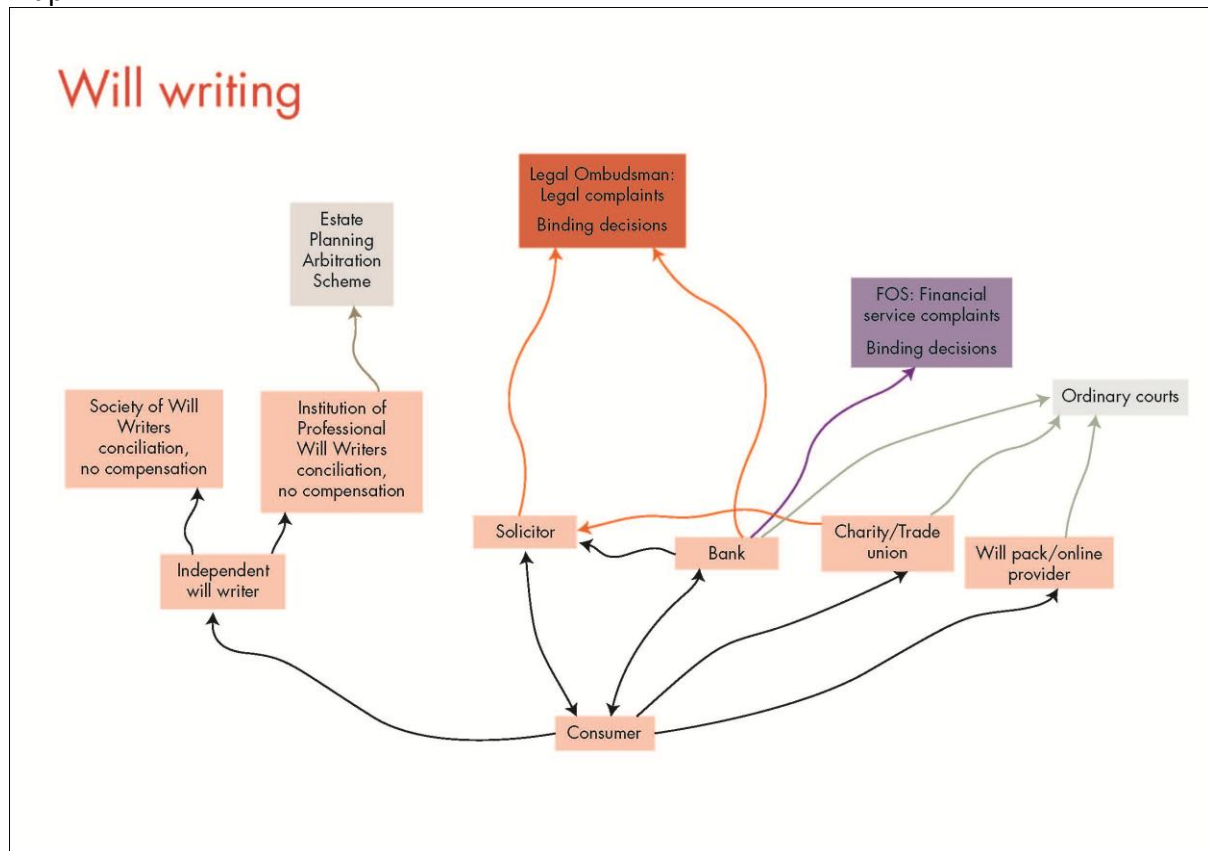 Will writing
Legal Ombudsman:
Legal complaints
Binding decisions
Estate
Planning
Arbitration
Scheme
FOS: Financial
service complaints
Binding decisions
Society of Will
Writers
conciliation,
no compensation
Institution of
Professional
Will Writers
conciliation,
no compensation
Ordinary courts
Solicitor
Bank
Charity/Trade
union
Will pack/online
provider
Independent
will writer
Consumer